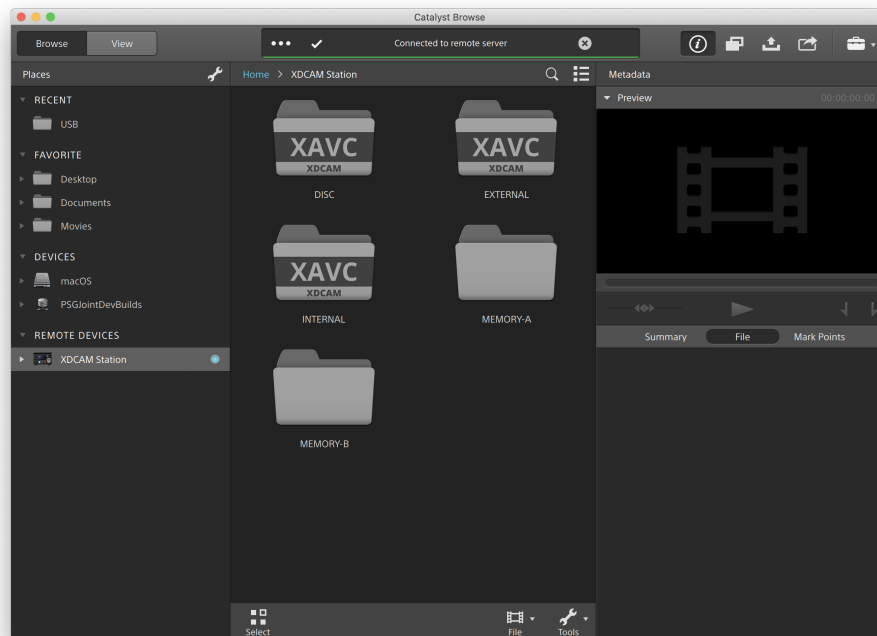 Catalyst Browse
Browse
View
Connected to remote server
Places
Home > XDCAM Station
Metadata
RECENT
USB
FAVORITE
Desktop
Documents
Movies
DEVICES
macOS
PSGJointDevBuilds
REMOTE DEVICES
XDCAM Station
XAVC
XDCAM
DISC
XAVC
XDCAM
EXTERNAL
XAVC
XDCAM
INTERNAL
MEMORY-A
MEMORY-B
Preview
00:00:00:00
Summary
File
Mark Points
Select
File
Tools